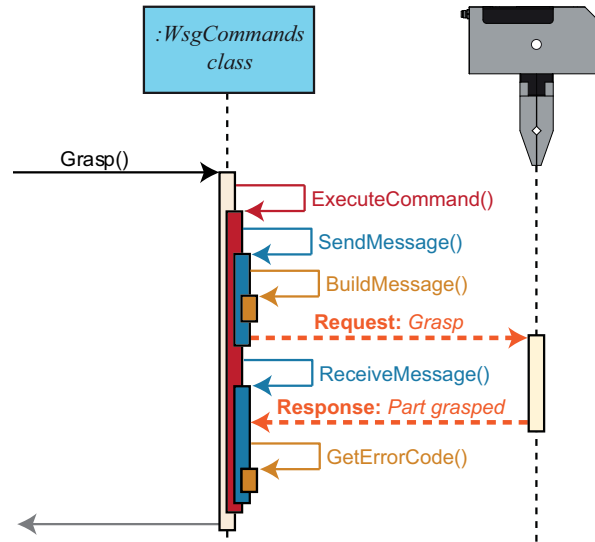 :WsgCommands
class
Grasp()
ExecuteCommand()
SendMessage()
BuildMessage()
Request: Grasp
ReceiveMessage()
Response: Part grasped
GetErrorCode()